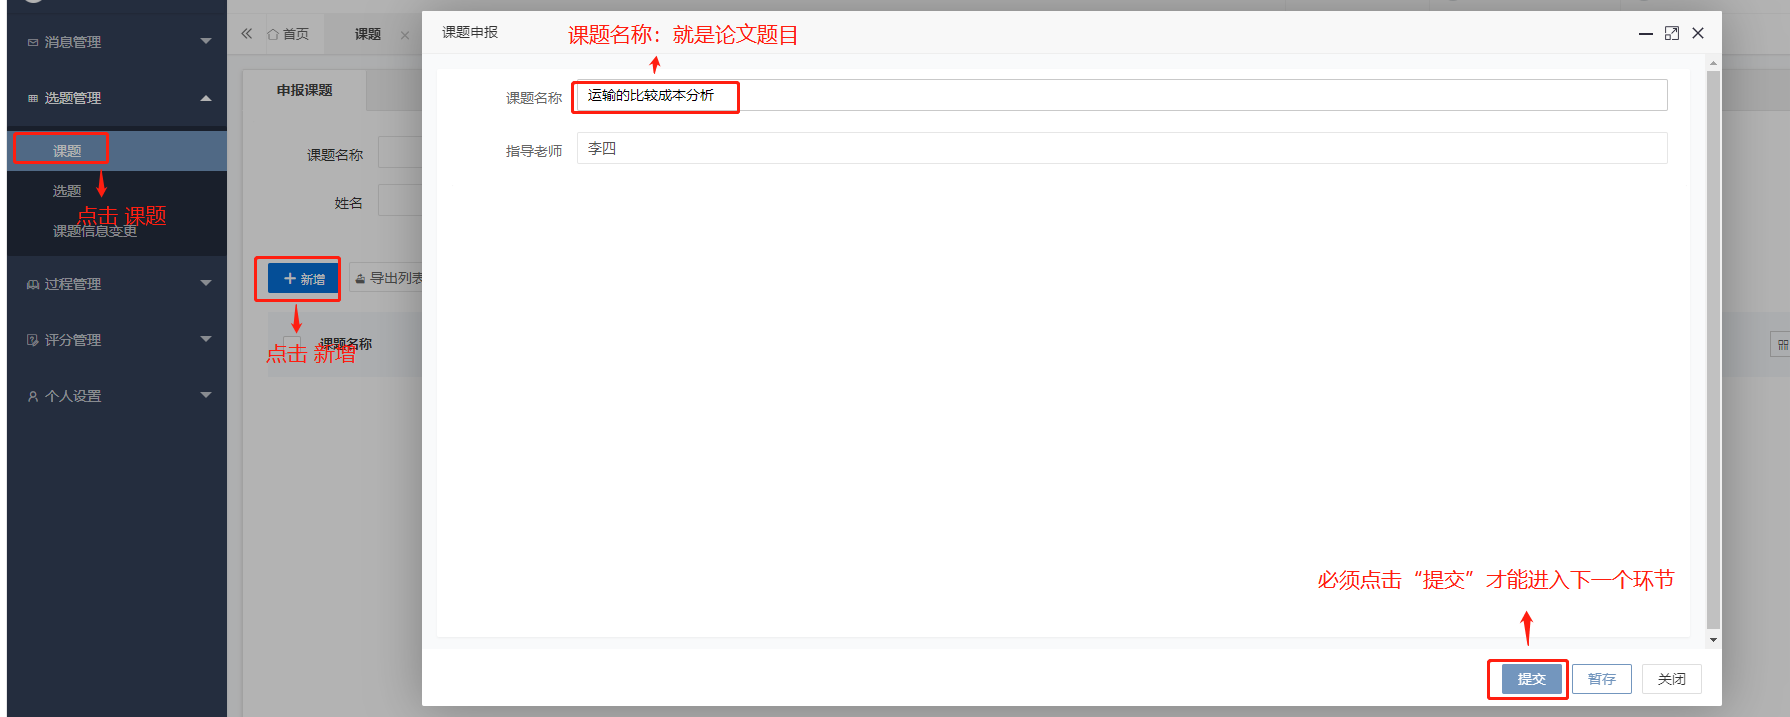 消息管理
选题管理
课题
点击 课题
选题
课题信息变更
过程管理
评分管理
个人设置
首页
课题
申报课题
课题名称
姓名
新增
导出列表
点击 新增
课题名称
课题申报
课题名称：就是论文题目
课题名称
运输的比较成本分析
指导老师
李四
必须点击“提交”才能进入下一个环节
提交
暂存
关闭